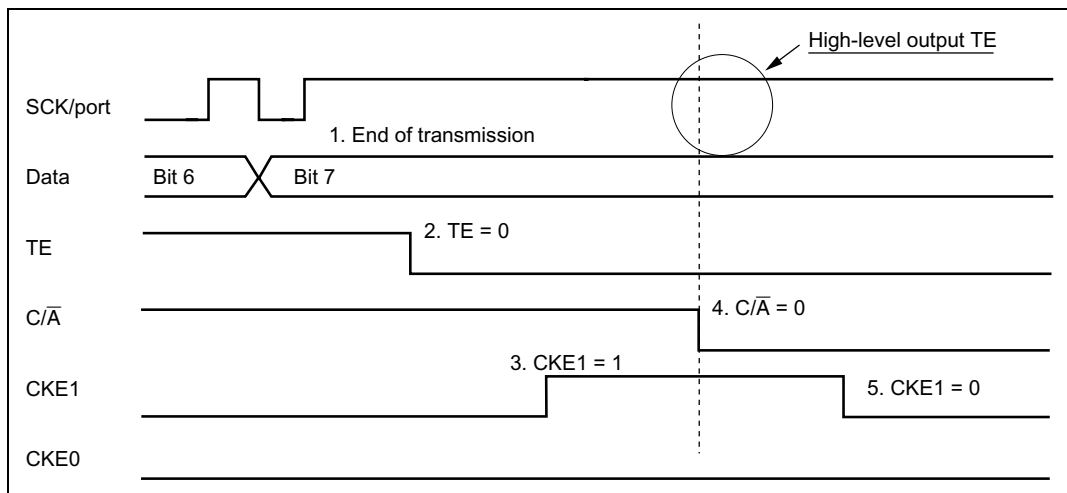 High-level output TE
SCK/port
1. End of transmission
Data
Bit 6
Bit 7
TE
2. TE = 0
C/A̅
4. C/A̅ = 0
3. CKE1 = 1
CKE1
5. CKE1 = 0
CKE0